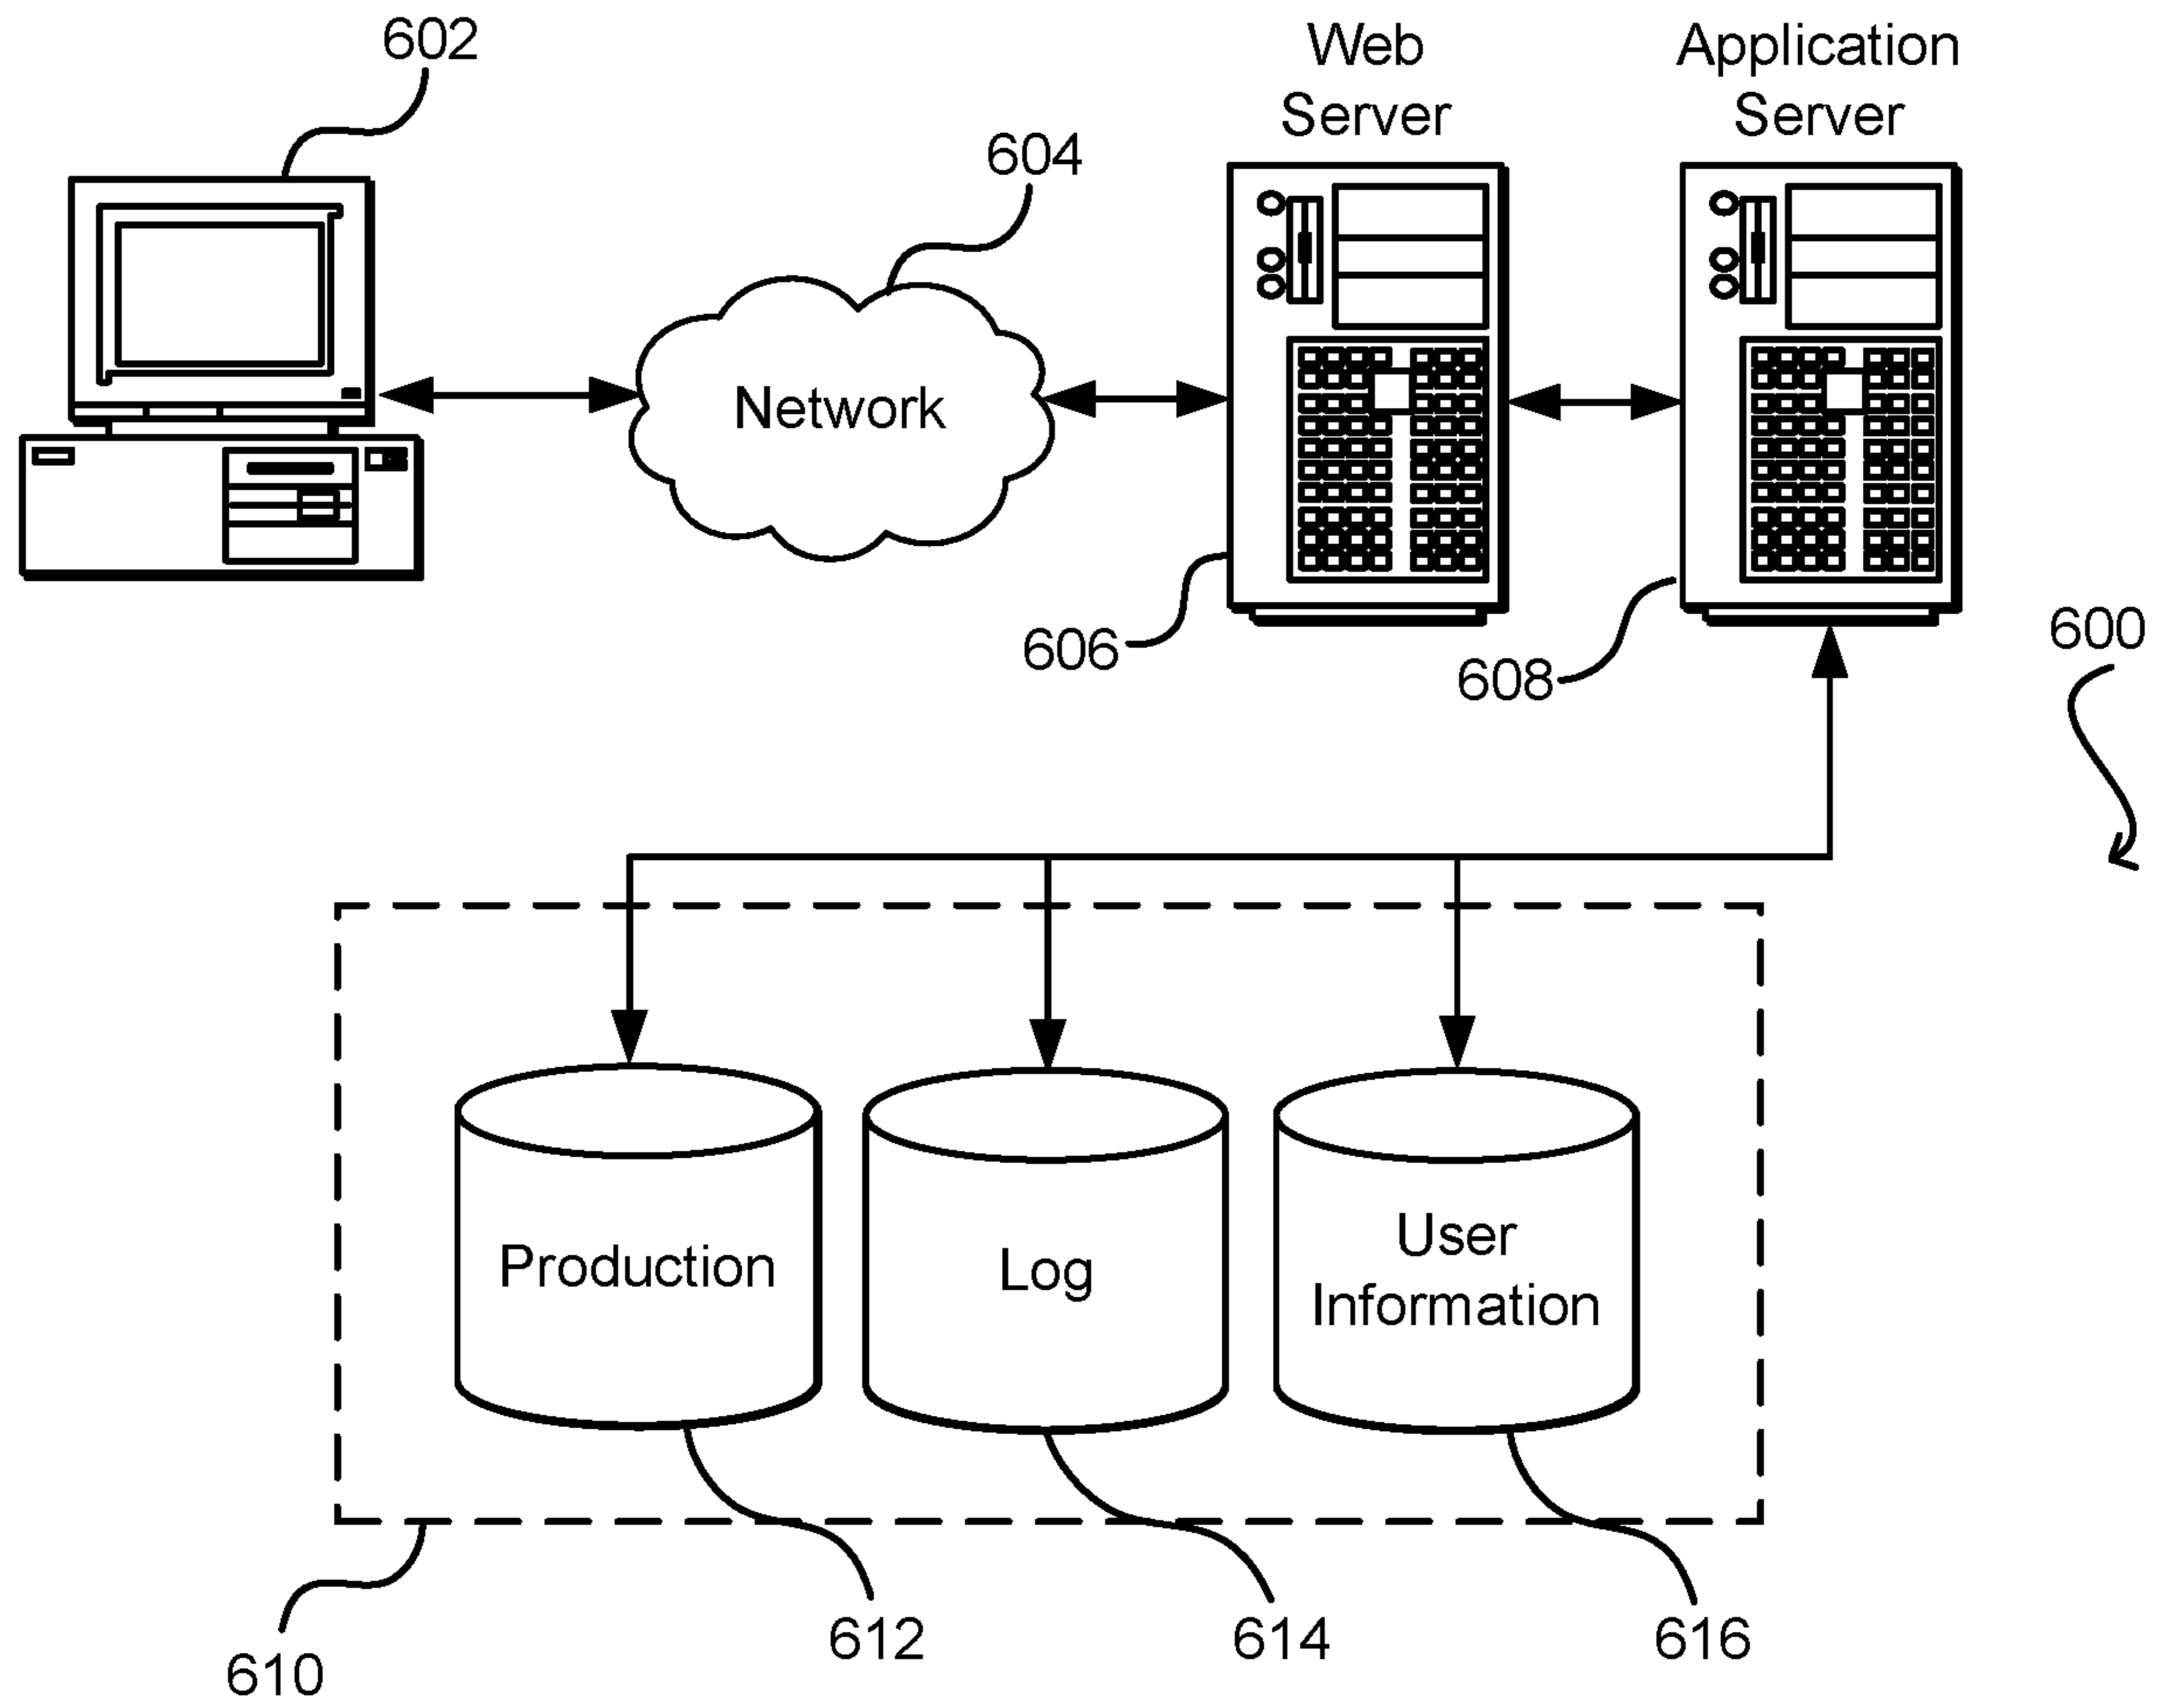 602
Web
Server
Application
Server
604
Network
606
608
600
Production
Log
User
Information
610
612
614
616